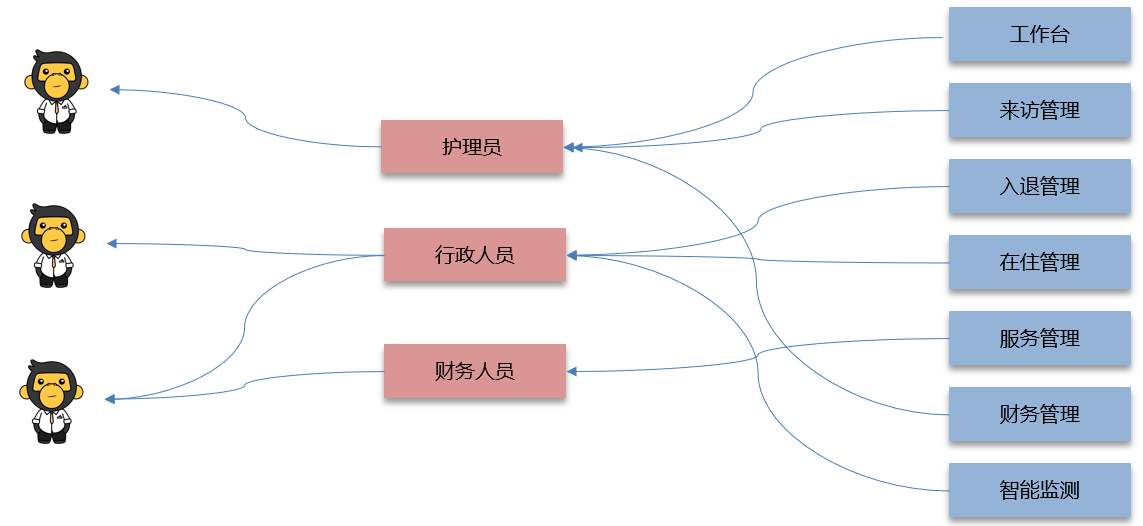 工作台
来访管理
护理员
入退管理
行政人员
在住管理
服务管理
财务人员
财务管理
智能监测